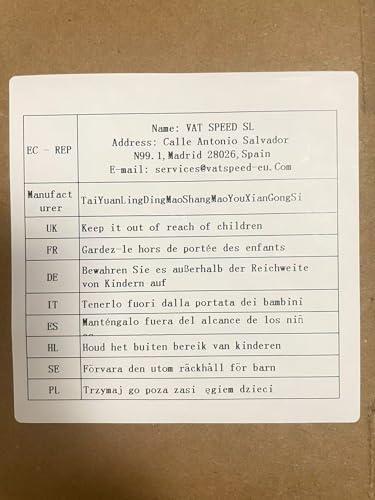 EC - REP
Name: VAT SPEED SL
Address: Calle Antonio Salvador
N99.1,Madrid 28026,Spain
E-mail: services@vatspeed-eu.Com
Manufact
urer
TaiYuanLingDingMaoShangMaoYouXianGongSi
UK Keep it out of reach of children
FR Gardez-le hors de portée des enfants
DE Bewahren Sie es außerhalb der Reichweite
von Kindern auf
IT Tenerlo fuori dalla portata dei bambini
ES Manténgalo fuera del alcance de los niñ
os
HL Houd het buiten bereik van kinderen
SE Förvara den utom räckhåll för barn
PL Trzymaj go poza zasi ęgiem dzieci